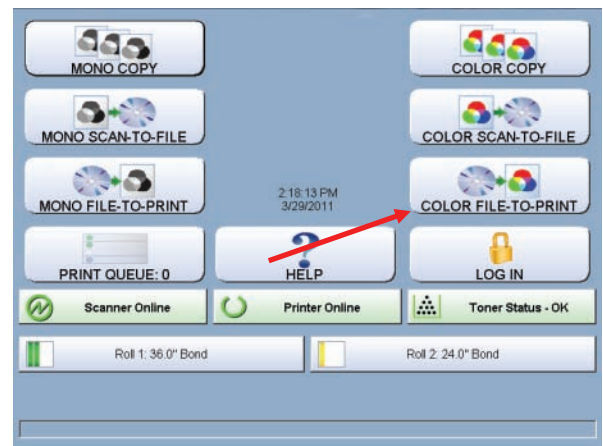 MONO COPY
COLOR COPY
MONO SCAN-TO-FILE
COLOR SCAN-TO-FILE
MONO FILE-TO-PRINT
2:18:13 PM
3/29/2011
COLOR FILE-TO-PRINT
PRINT QUEUE: 0
HELP
LOG IN
Scanner Online
Printer Online
Toner Status - OK
Roll 1: 36.0" Bond
Roll 2: 24.0" Bond